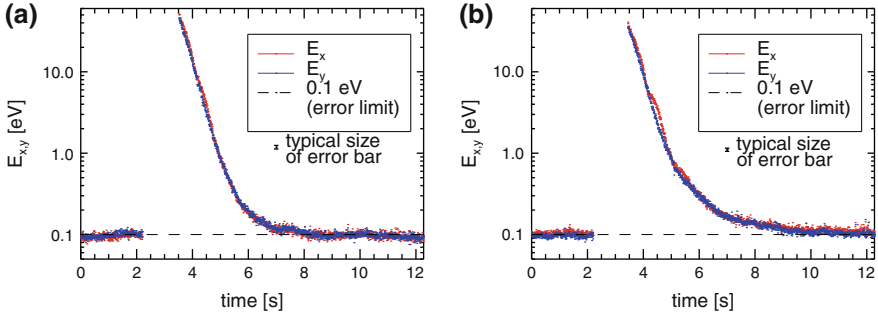 (a)
E_x,y [eV]
10.0
1.0
0.1
0 2 4 6 8 10 12
time [s]
E_x
E_y
0.1 eV
(error limit)
typical size
of error bar
(b)
E_x,y [eV]
10.0
1.0
0.1
0 2 4 6 8 10 12
time [s]
E_x
E_y
0.1 eV
(error limit)
typical size
of error bar